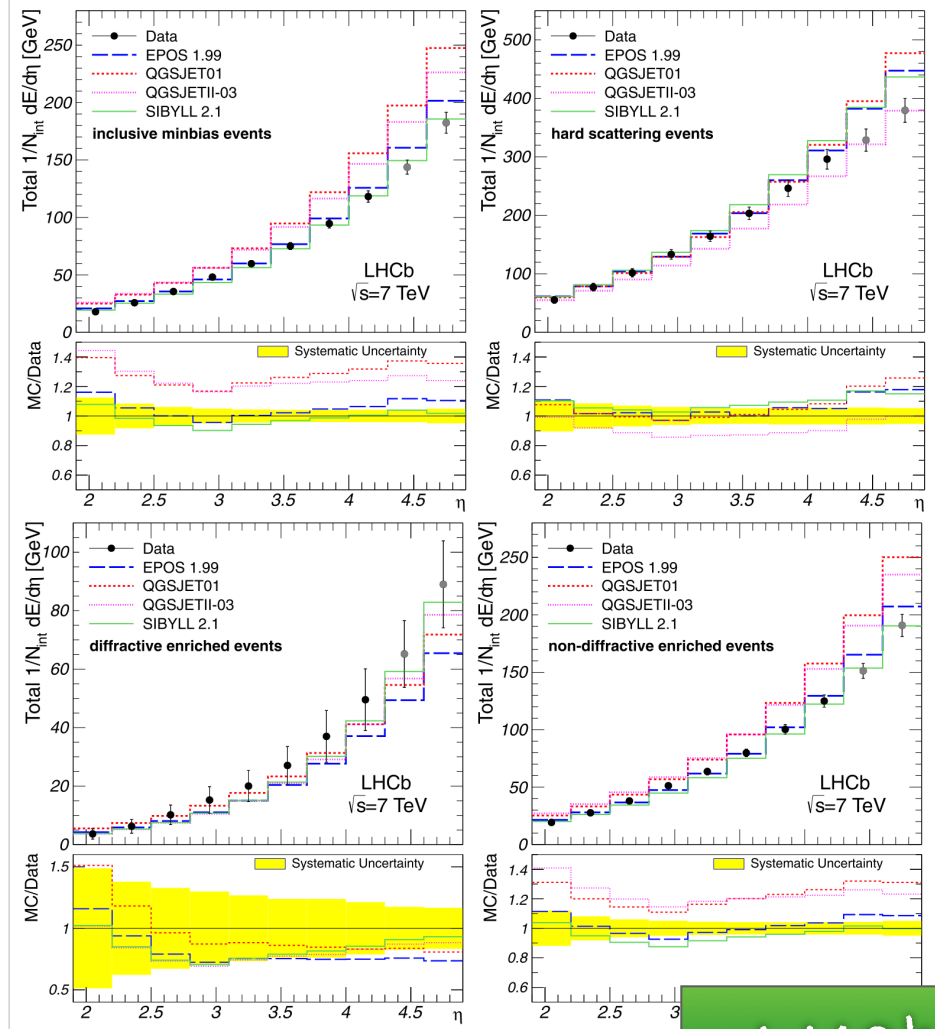 Total 1/N_int dE/dη [GeV]
250
200
150
100
50
0
Data
EPOS 1.99
QGSJET01
QGSJETII-03
SIBYLL 2.1
inclusive minbias events
LHCb
√s=7 TeV
MC/Data
1.4
1.2
1
0.8
0.6
Systematic Uncertainty
2 2.5 3 3.5 4 4.5 η
Total 1/N_int dE/dη [GeV]
500
400
300
200
100
0
Data
EPOS 1.99
QGSJET01
QGSJETII-03
SIBYLL 2.1
hard scattering events
LHCb
√s=7 TeV
MC/Data
1.4
1.2
1
0.8
0.6
Systematic Uncertainty
2 2.5 3 3.5 4 4.5 η
Total 1/N_int dE/dη [GeV]
100
80
60
40
20
0
Data
EPOS 1.99
QGSJET01
QGSJETII-03
SIBYLL 2.1
diffractive enriched events
LHCb
√s=7 TeV
MC/Data
1.5
1
0.5
Systematic Uncertainty
2 2.5 3 3.5 4 4.5 η
Total 1/N_int dE/dη [GeV]
250
200
150
100
50
0
Data
EPOS 1.99
QGSJET01
QGSJETII-03
SIBYLL 2.1
non-diffractive enriched events
LHCb
√s=7 TeV
MC/Data
1.4
1.2
1
0.8
0.6
Systematic Uncertainty
2 2.5 3